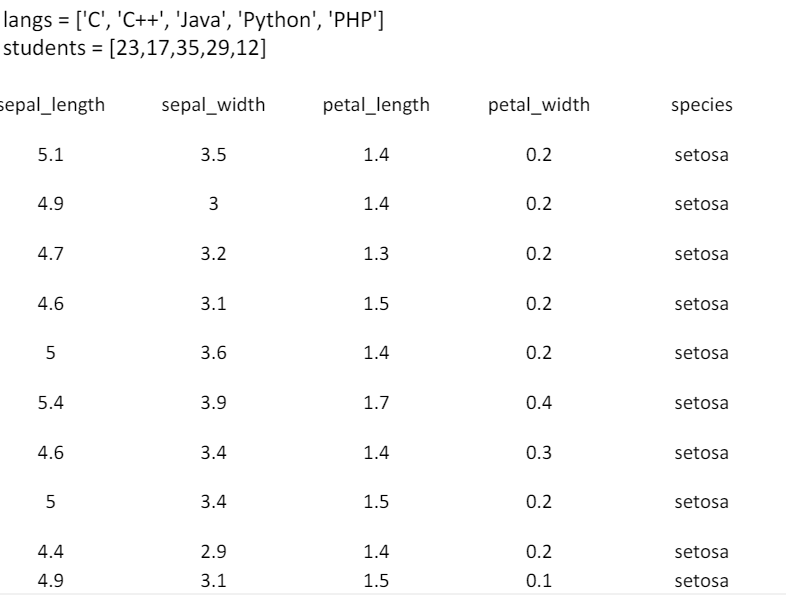 langs = ['C', 'C++', 'Java', 'Python', 'PHP']
students = [23,17,35,29,12]
sepal_length sepal_width petal_length petal_width species
5.1 3.5 1.4 0.2 setosa
4.9 3 1.4 0.2 setosa
4.7 3.2 1.3 0.2 setosa
4.6 3.1 1.5 0.2 setosa
5 3.6 1.4 0.2 setosa
5.4 3.9 1.7 0.4 setosa
4.6 3.4 1.4 0.3 setosa
5 3.4 1.5 0.2 setosa
4.4 2.9 1.4 0.2 setosa
4.9 3.1 1.5 0.1 setosa